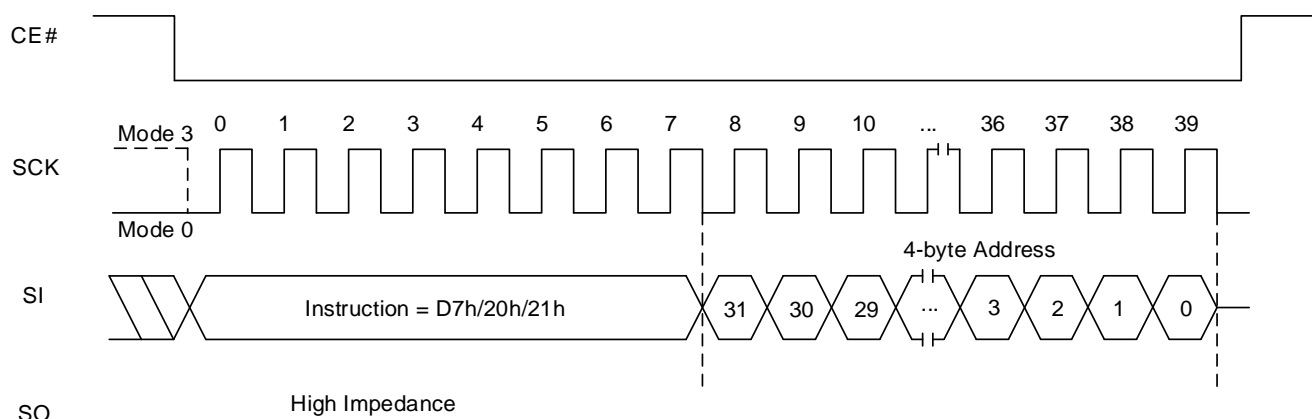 CE#
0 1 2 3 4 5 6 7 8 9 10 ... 36 37 38 39
Mode 3
SCK
Mode 0
4-byte Address
SI
Instruction = D7h/20h/21h 31 30 29 ... 3 2 1 0
High Impedance
SO